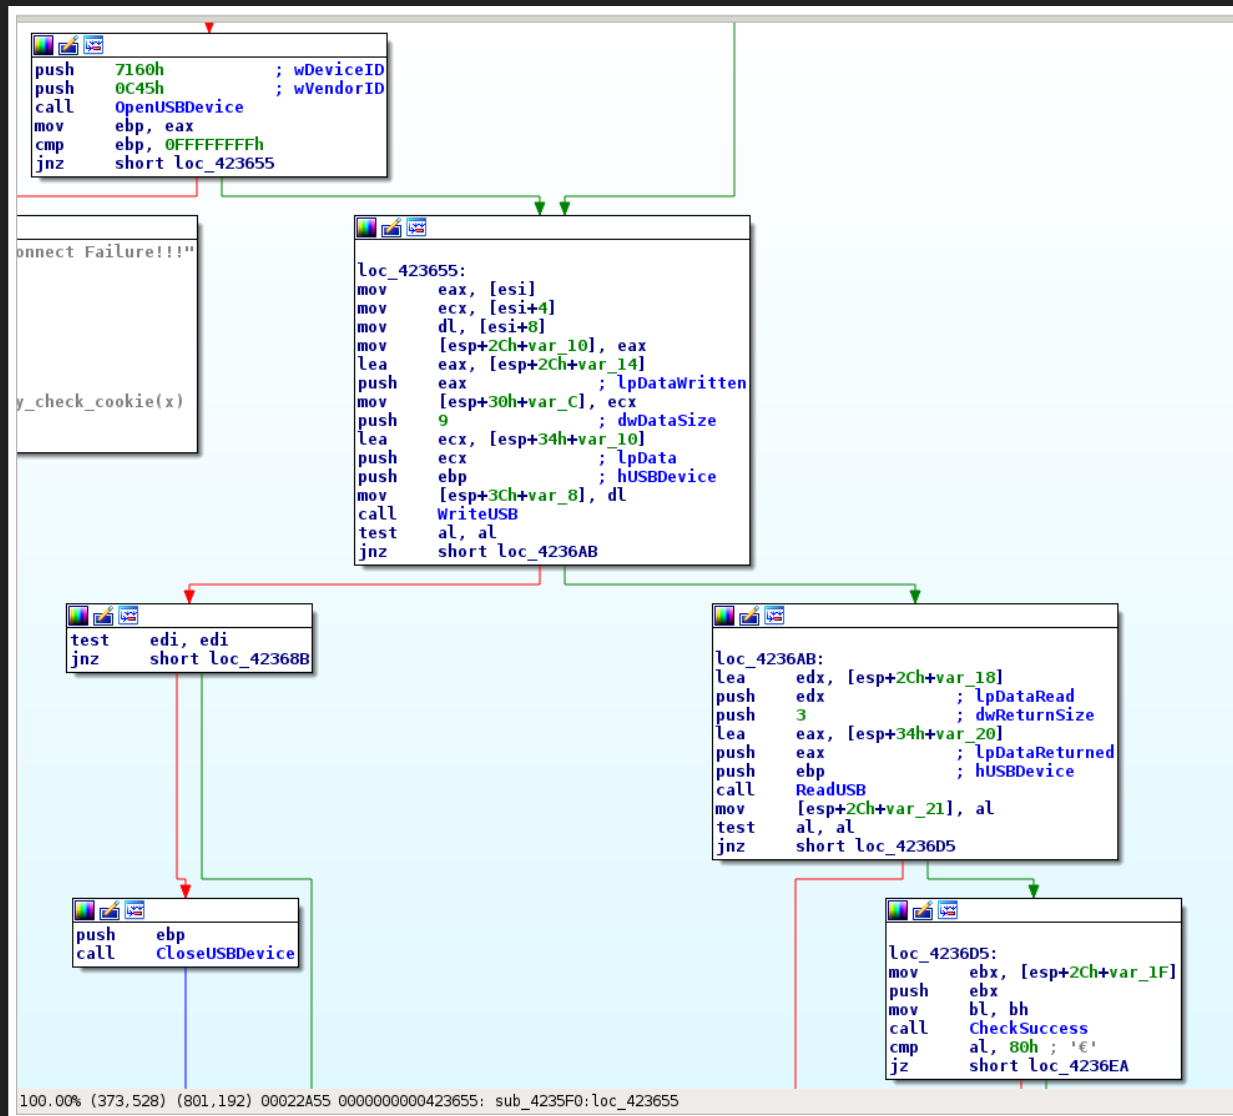 push 7160h ; wDeviceID
push 0C45h ; wVendorID
call OpenUSBDevice
mov ebp, eax
cmp ebp, 0FFFFFFFFh
jnz short loc_423655
onnect Failure!!!"
y_check_cookie(x)
loc_423655:
mov eax, [esi]
mov ecx, [esi+4]
mov dl, [esi+8]
mov [esp+2Ch+var_10], eax
lea eax, [esp+2Ch+var_14]
push eax ; lpDataWritten
mov [esp+30h+var_C], ecx
push 9 ; dwDataSize
lea ecx, [esp+34h+var_10]
push ecx ; lpData
push ebp ; hUSBDevice
mov [esp+3Ch+var_8], dl
call WriteUSB
test al, al
jnz short loc_4236AB
test edi, edi
jnz short loc_42368B
loc_4236AB:
lea edx, [esp+2Ch+var_18]
push edx ; lpDataRead
push 3 ; dwReturnSize
lea eax, [esp+34h+var_20]
push eax ; lpDataReturned
push ebp ; hUSBDevice
call ReadUSB
mov [esp+2Ch+var_21], al
test al, al
jnz short loc_4236D5
push ebp
call CloseUSBDevice
loc_4236D5:
mov ebx, [esp+2Ch+var_1F]
push ebx
mov bl, bh
call CheckSuccess
cmp al, 80h ; '€'
jz short loc_4236EA
100.00% (373,528) (801,192) 00022A55 0000000000423655: sub_4235F0:loc_423655